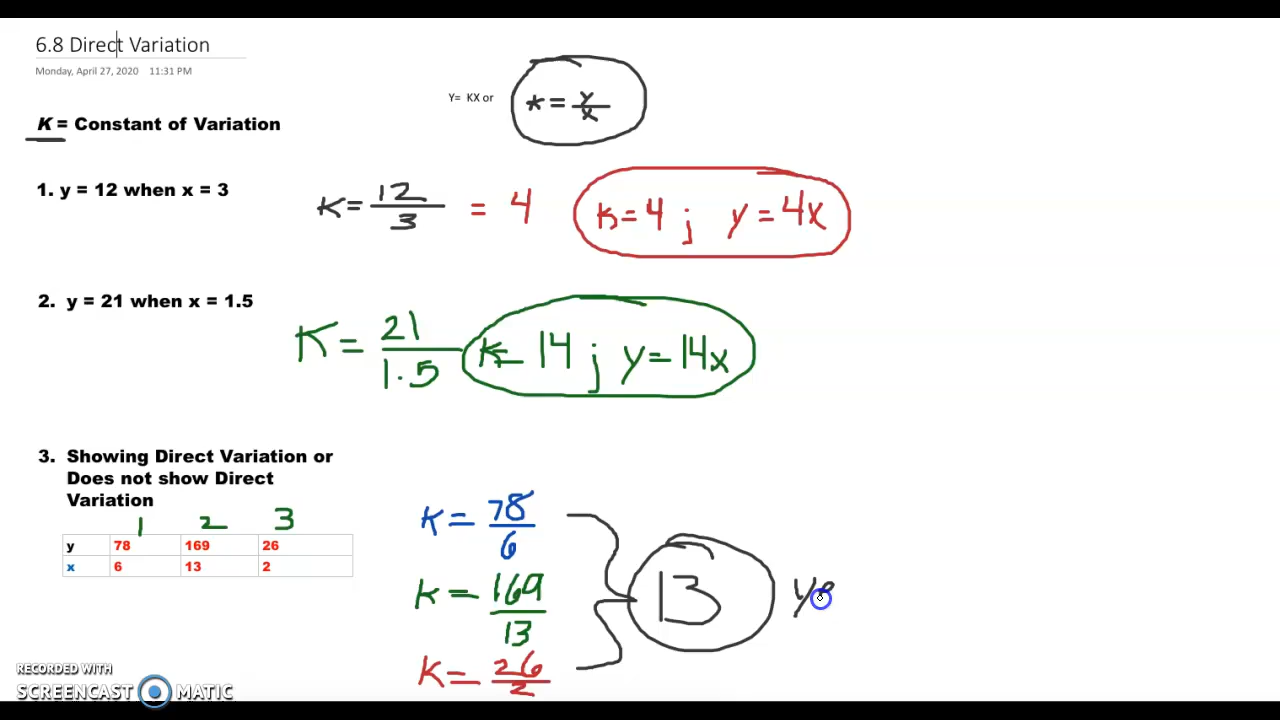 6.8 Direct Variation
Monday, April 27, 2020 11:31 PM
Y= KX or K = y/x
K = Constant of Variation
1. y = 12 when x = 3
K = 12/3 = 4 K = 4 ; y = 4x
2. y = 21 when x = 1.5
K = 21/1.5 K = 14 ; y = 14x
3. Showing Direct Variation or
Does not show Direct
Variation
1 2 3
y 78 169 26
x 6 13 2
K = 78/6
K = 169/13
K = 26/2
13 ye
RECORDED WITH
SCREENCAST MATIC